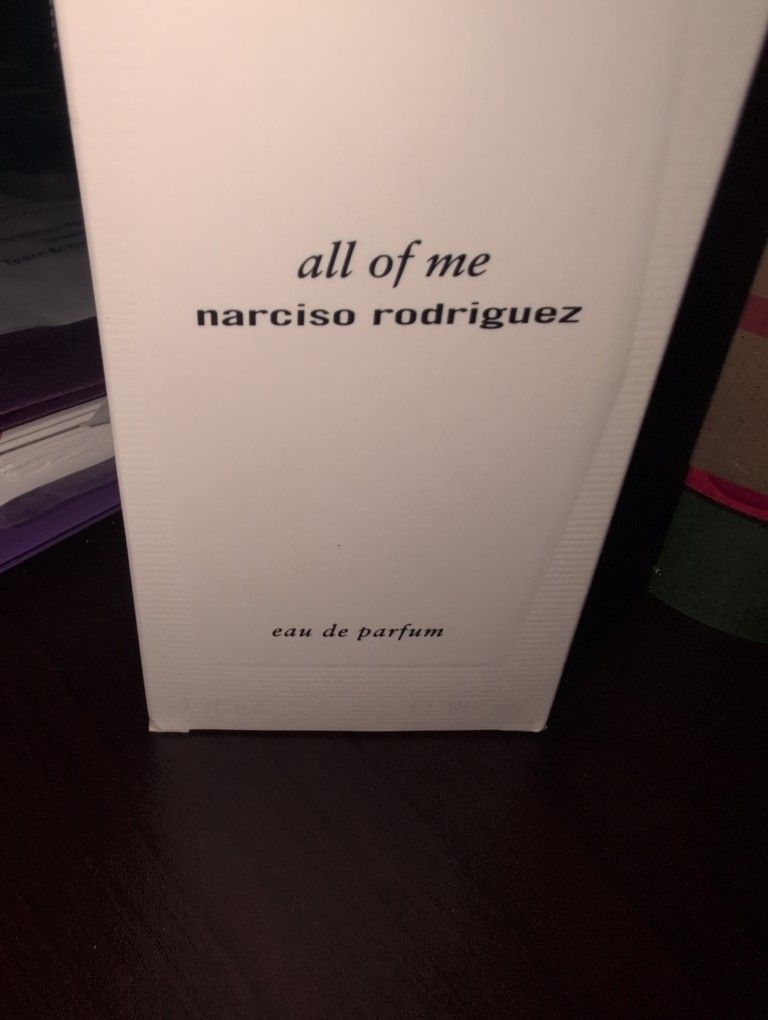 all of me
narciso rodriguez
eau de parfum